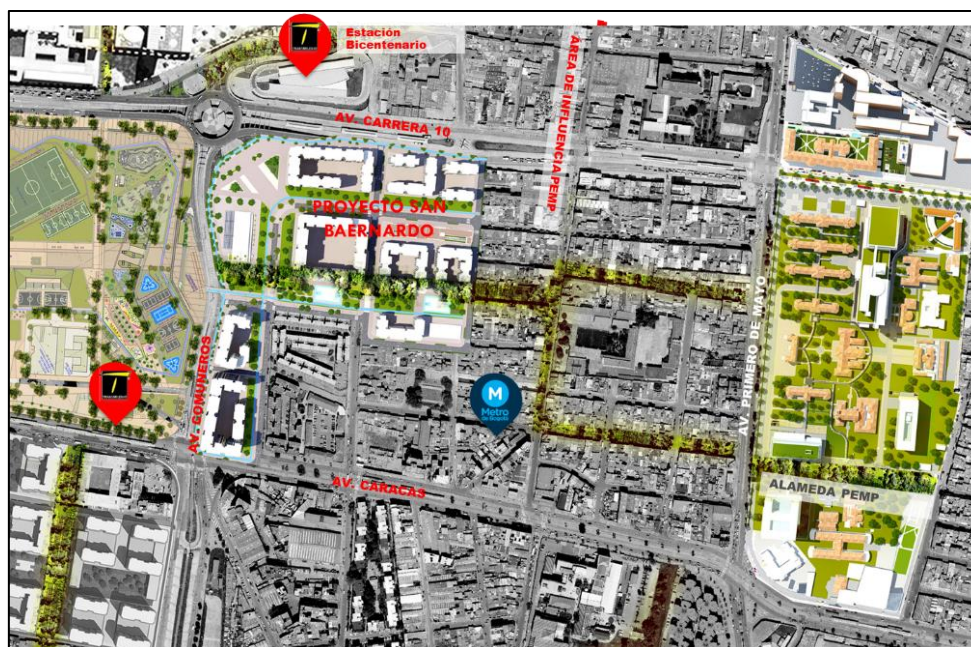 Estación
Bicentenario
AV. CARRERA 10
AREA DE INFLUENCIA PEMP
PROYECTO SAN
BAERNARDO
AV. COMUNEROS
M
Metro
de Bogotá
AV PRIMERO DE MAYO
AV. CARACAS
ALAMEDA PEMP